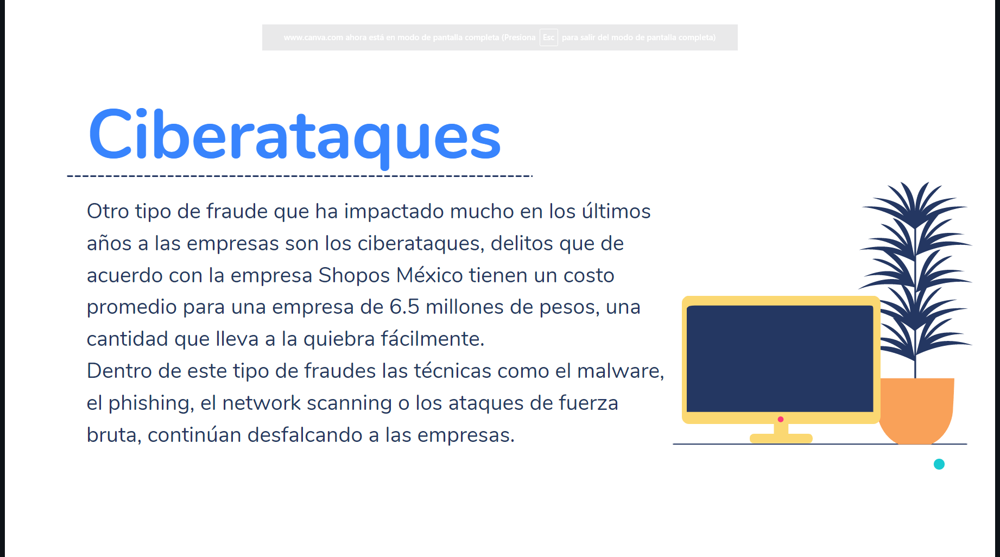 www.canva.com ahora está en modo de pantalla completa (Presiona Esc para salir del modo de pantalla completa)
Ciberataques
Otro tipo de fraude que ha impactado mucho en los últimos
años a las empresas son los ciberataques, delitos que de
acuerdo con la empresa Shopos México tienen un costo
promedio para una empresa de 6.5 millones de pesos, una
cantidad que lleva a la quiebra fácilmente.
Dentro de este tipo de fraudes las técnicas como el malware,
el phishing, el network scanning o los ataques de fuerza
bruta, continúan desfalcando a las empresas.